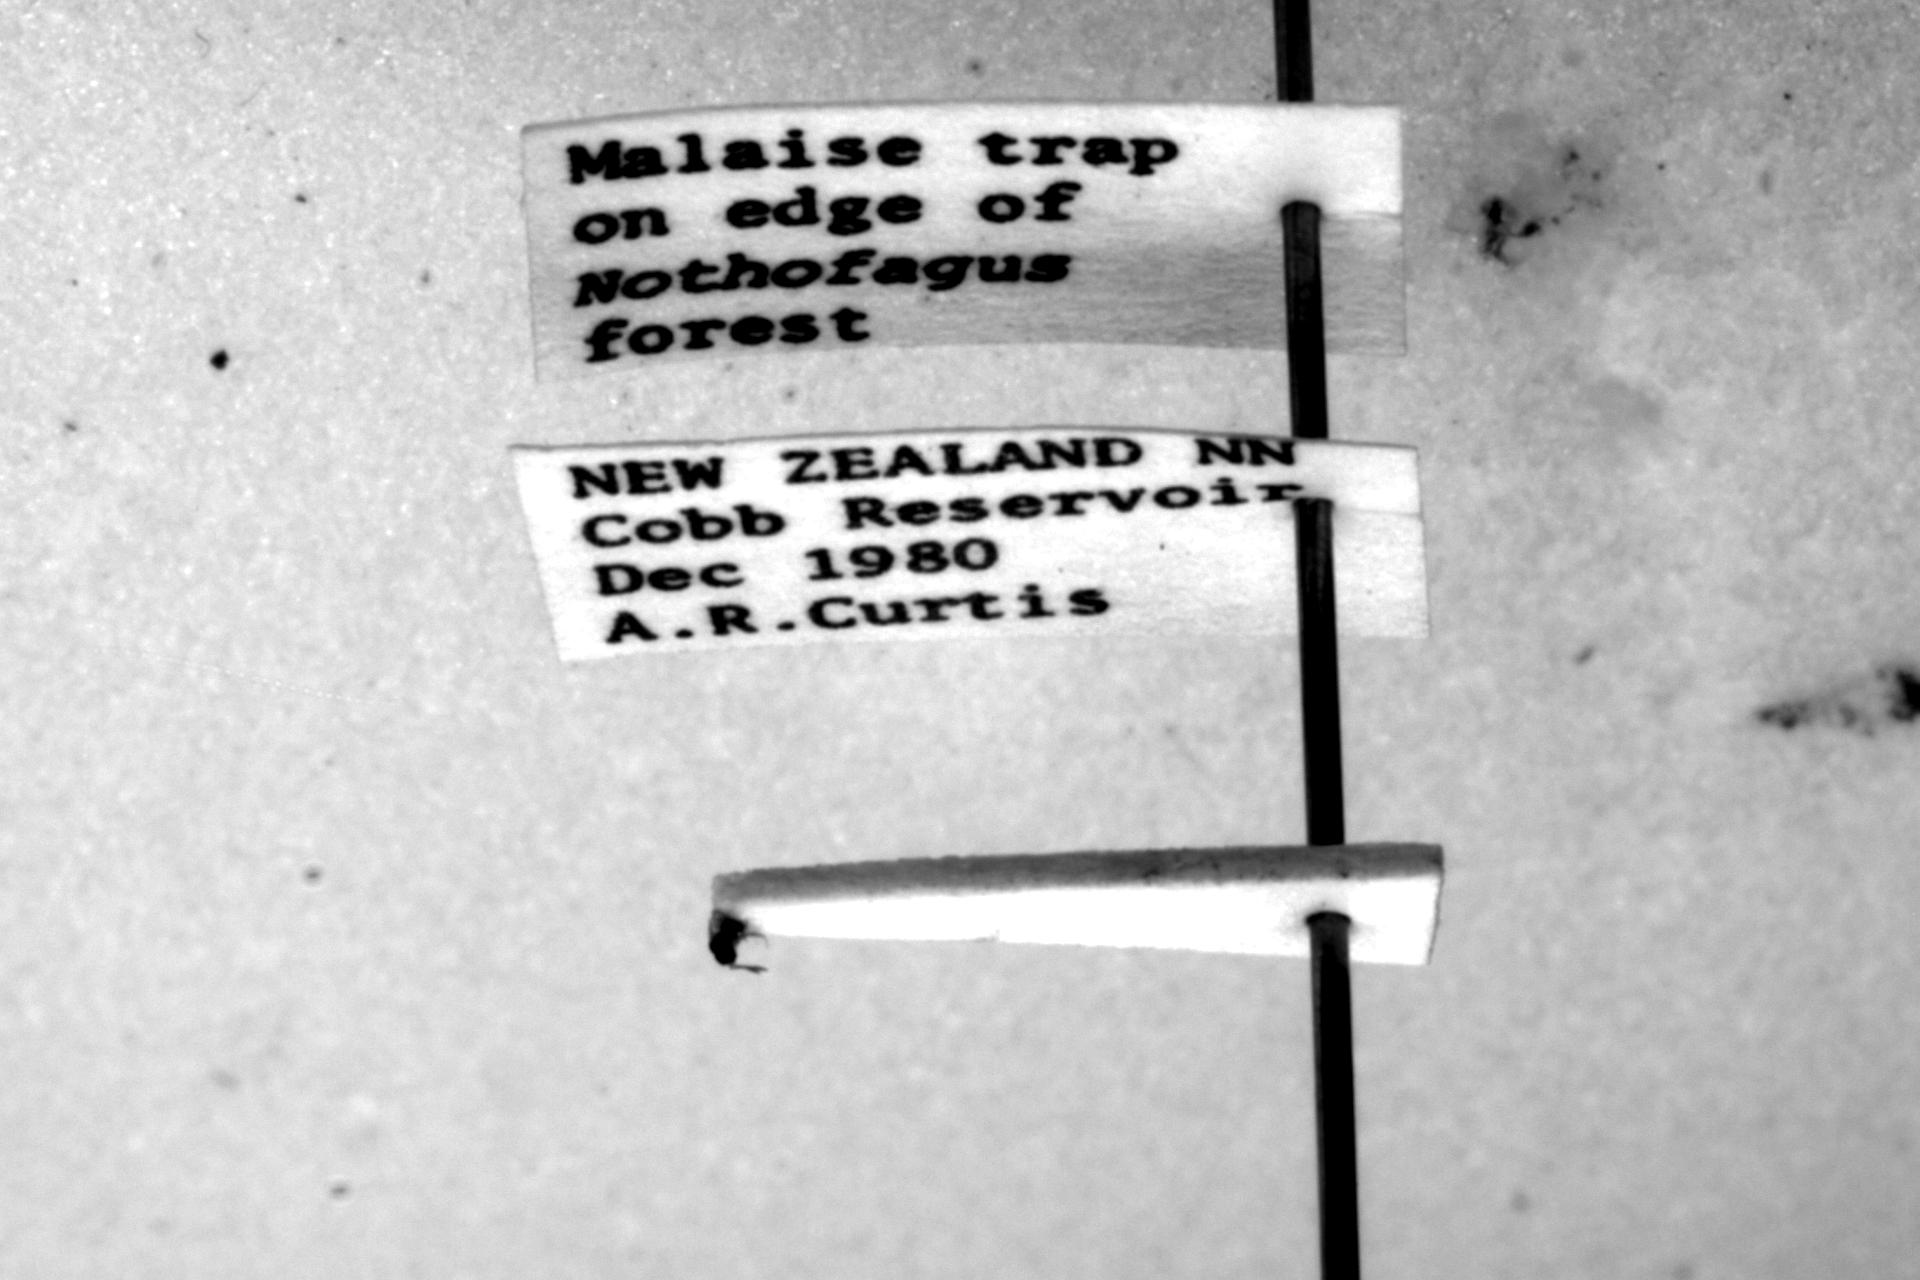 Malaise trap
on edge of
Nothofagus
forest
NEW ZEALAND NN
Cobb Reservoir
Dec 1980
A.R.Curtis